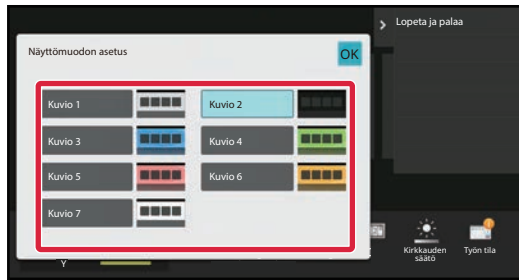 Lopeta ja palaa
Näyttömuodon asetus
OK
Kuvio 1
Kuvio 2
Kuvio 3
Kuvio 4
Kuvio 5
Kuvio 6
Kuvio 7
Y
Kirkkauden
säätö
Työn tila